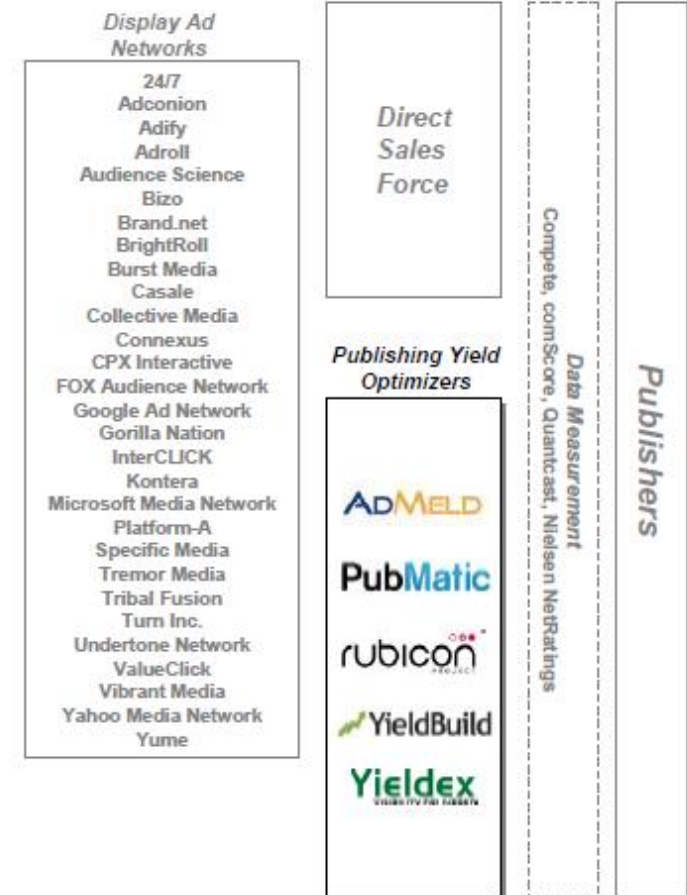 Display Ad
Networks
24/7
Adconion
Adify
Adroll
Audience Science
Bizo
Brand.net
BrightRoll
Burst Media
Casale
Collective Media
Connexus
CPX Interactive
FOX Audience Network
Google Ad Network
Gorilla Nation
InterCLICK
Kontera
Microsoft Media Network
Platform-A
Specific Media
Tremor Media
Tribal Fusion
Turn Inc.
Undertone Network
ValueClick
Vibrant Media
Yahoo Media Network
Yume
Direct
Sales
Force
Publishing Yield
Optimizers
ADMELD
PubMatic
rubicon
PROJECT
YieldBuild
Yieldex
Data Measurement
Compete, comScore, Quantcast, Nielsen NetRatings
Publishers